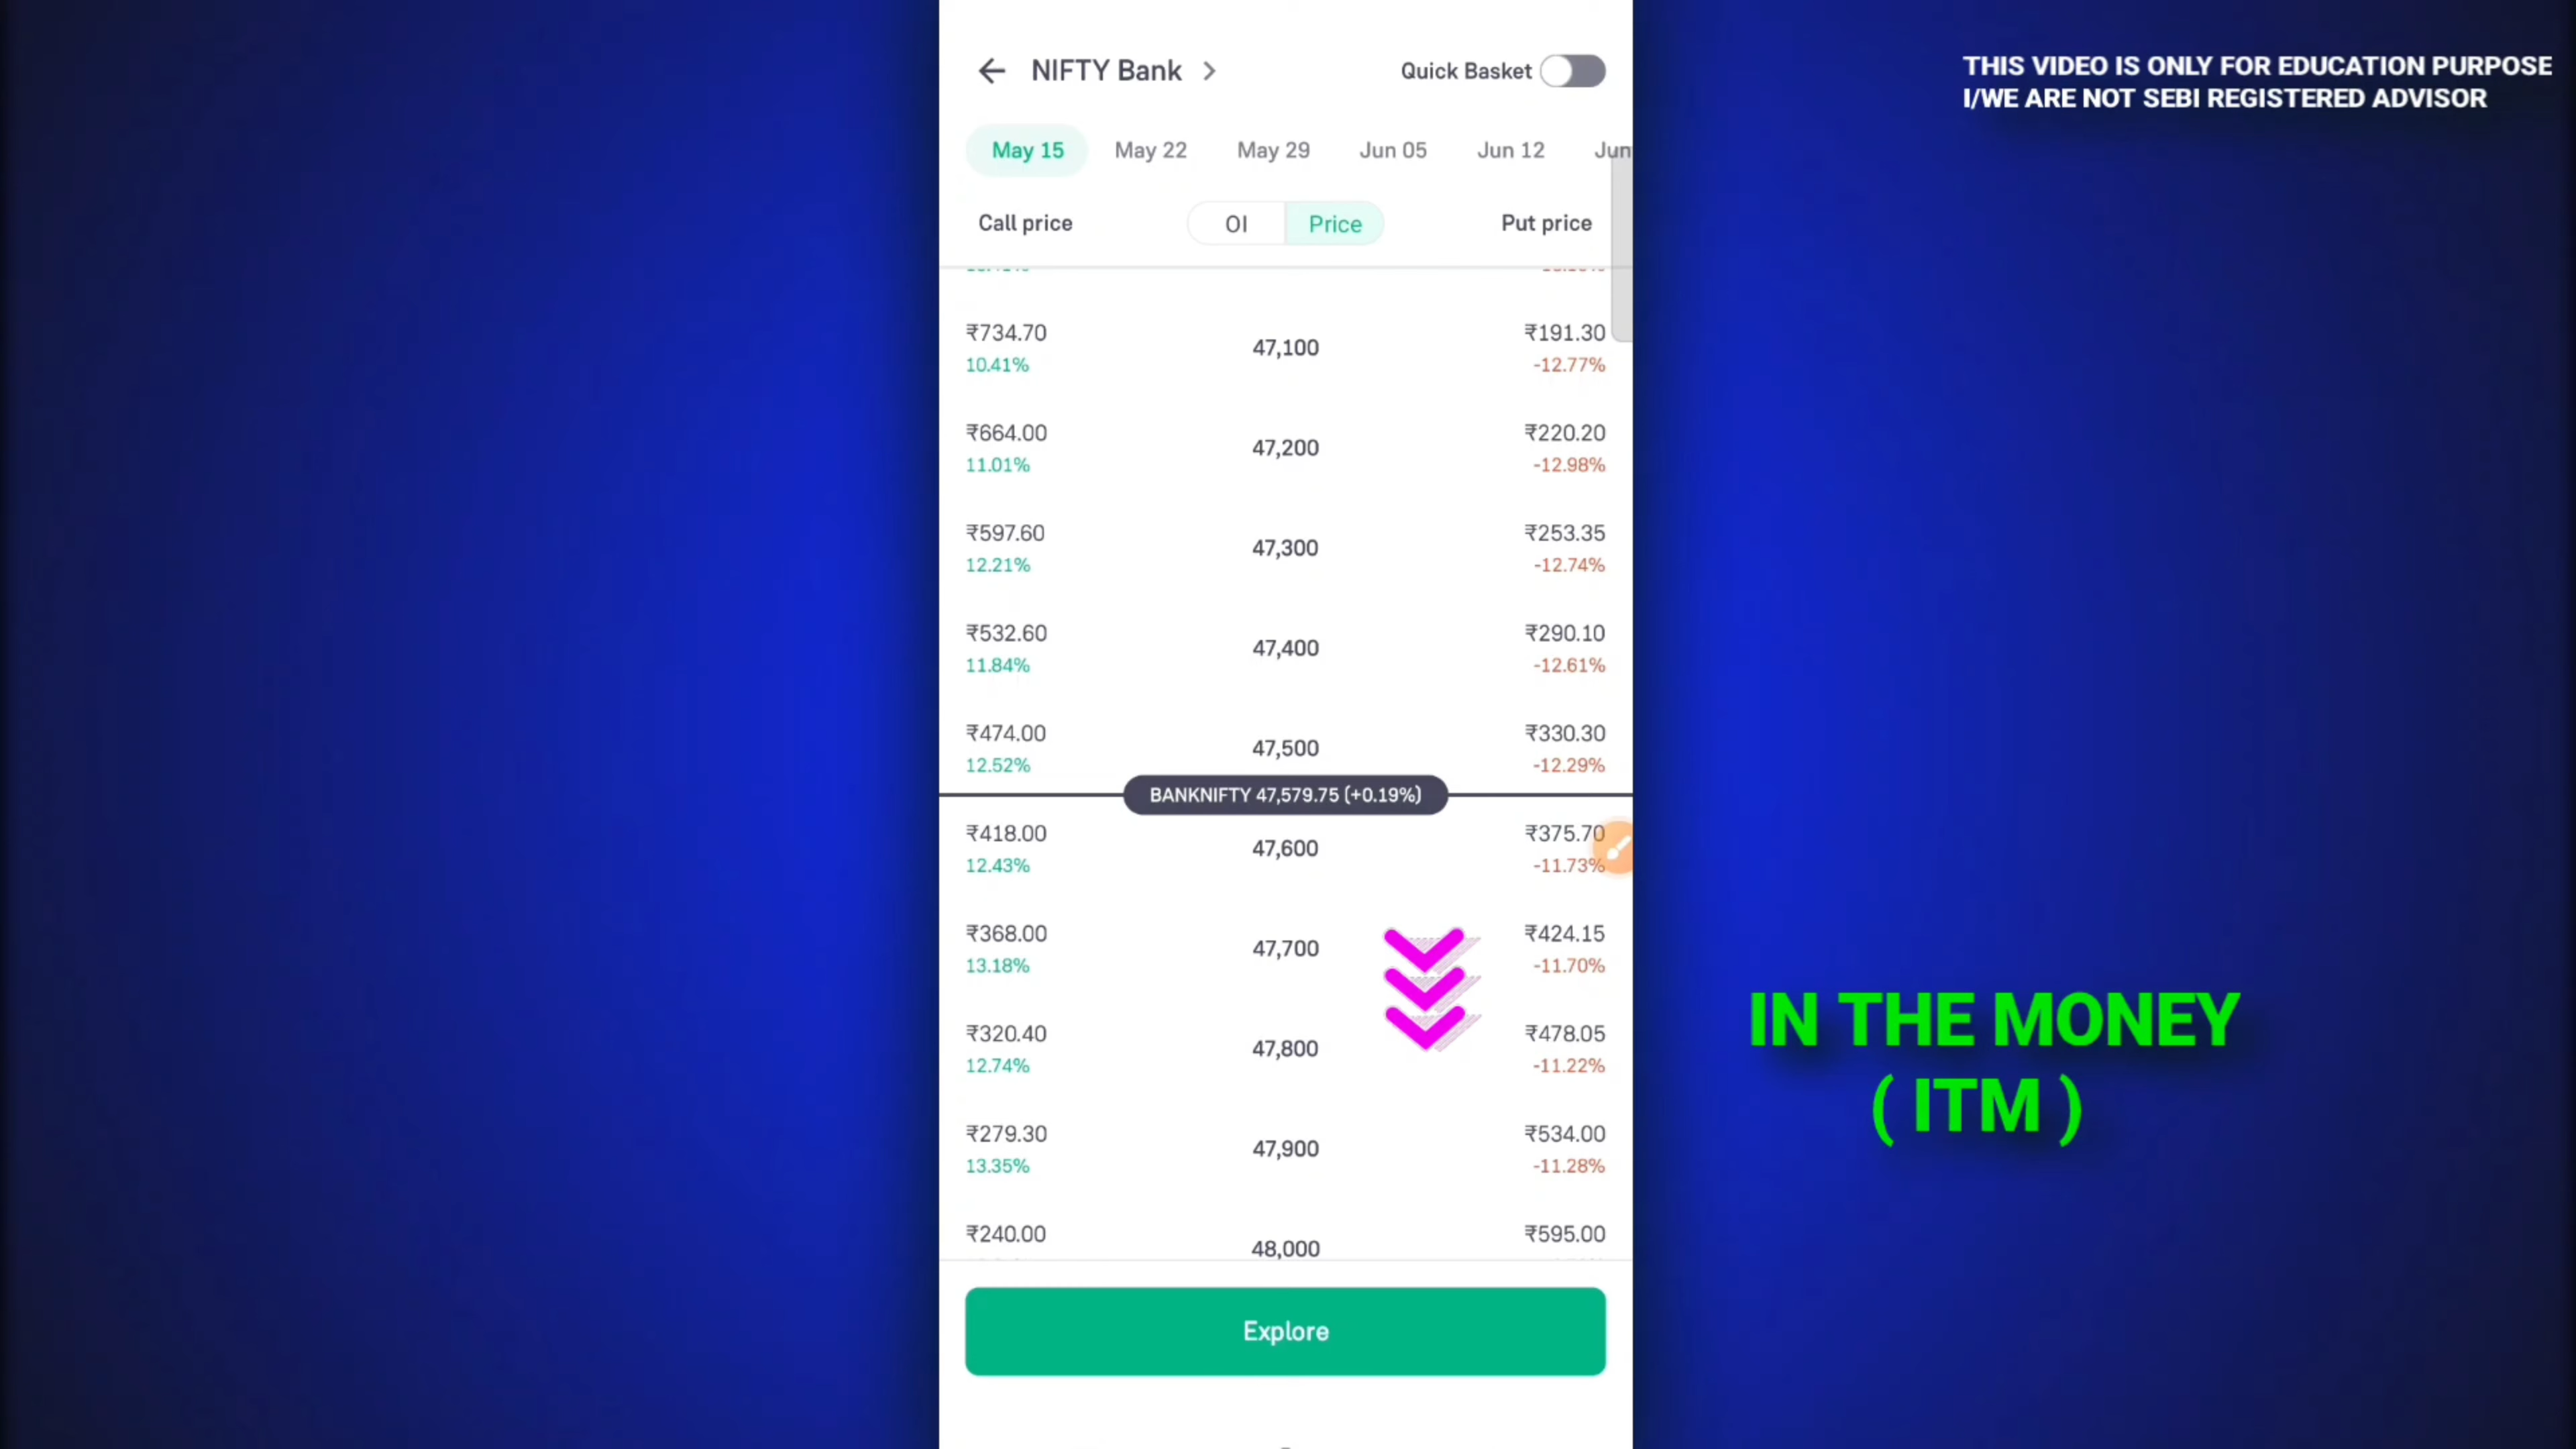 THIS VIDEO IS ONLY FOR EDUCATION PURPOSE
I/WE ARE NOT SEBI REGISTERED ADVISOR
NIFTY Bank
Quick Basket
May 15 May 22 May 29 Jun 05 Jun 12 Jun
Call price OI Price Put price
₹734.70 47,100 ₹191.30
10.41% -12.77%
₹664.00 47,200 ₹220.20
11.01% -12.98%
₹597.60 47,300 ₹253.35
12.21% -12.74%
₹532.60 47,400 ₹290.10
11.84% -12.61%
₹474.00 47,500 ₹330.30
12.52% -12.29%
BANKNIFTY 47,579.75 (+0.19%)
₹418.00 47,600 ₹375.70
12.43% -11.73%
₹368.00 47,700 ₹424.15
13.18% -11.70%
₹320.40 47,800 ₹478.05
12.74% -11.22%
₹279.30 47,900 ₹534.00
13.35% -11.28%
₹240.00 48,000 ₹595.00
Explore
IN THE MONEY
( ITM )